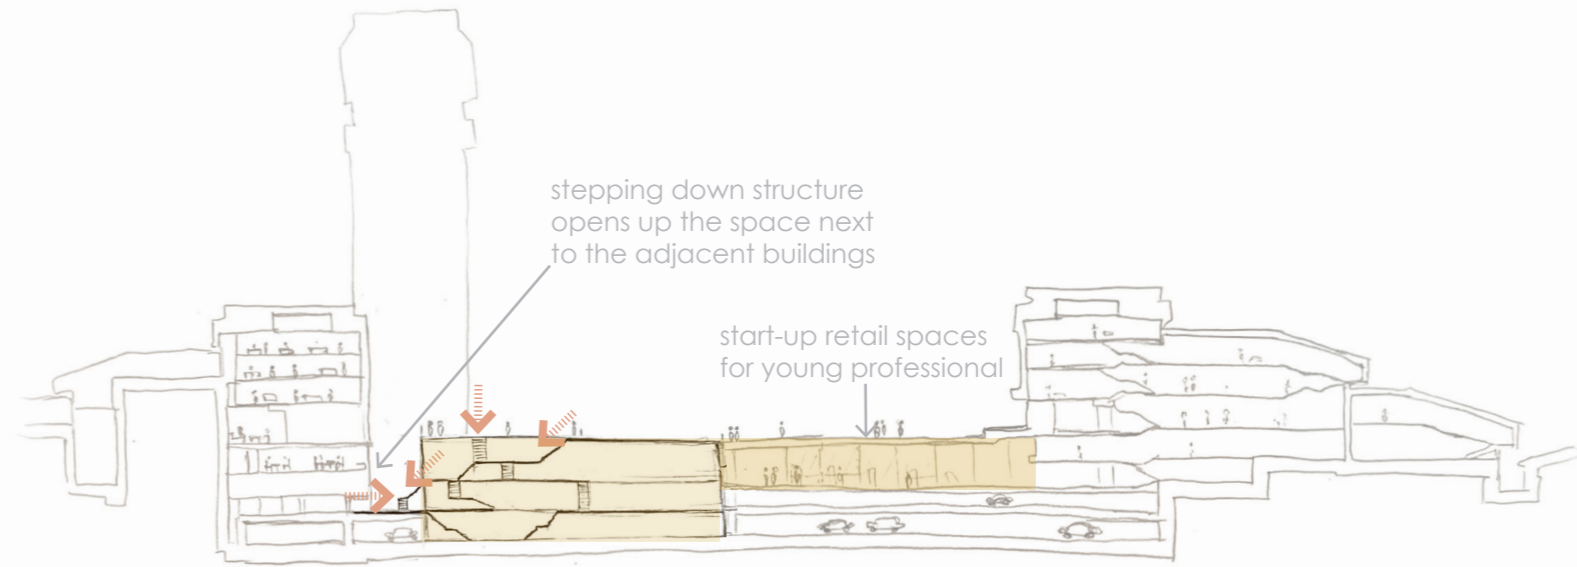 stepping down structure
opens up the space next
to the adjacent buildings
start-up retail spaces
for young professional